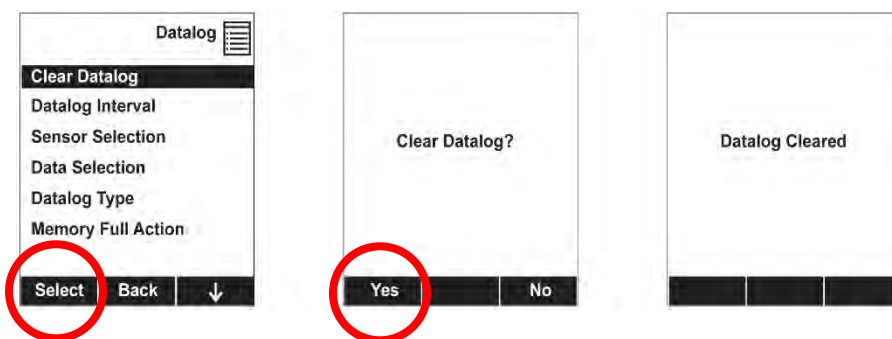 Datalog
Clear Datalog
Datalog Interval
Sensor Selection
Data Selection
Datalog Type
Memory Full Action
Select Back ↓
Clear Datalog?
Yes No
Datalog Cleared